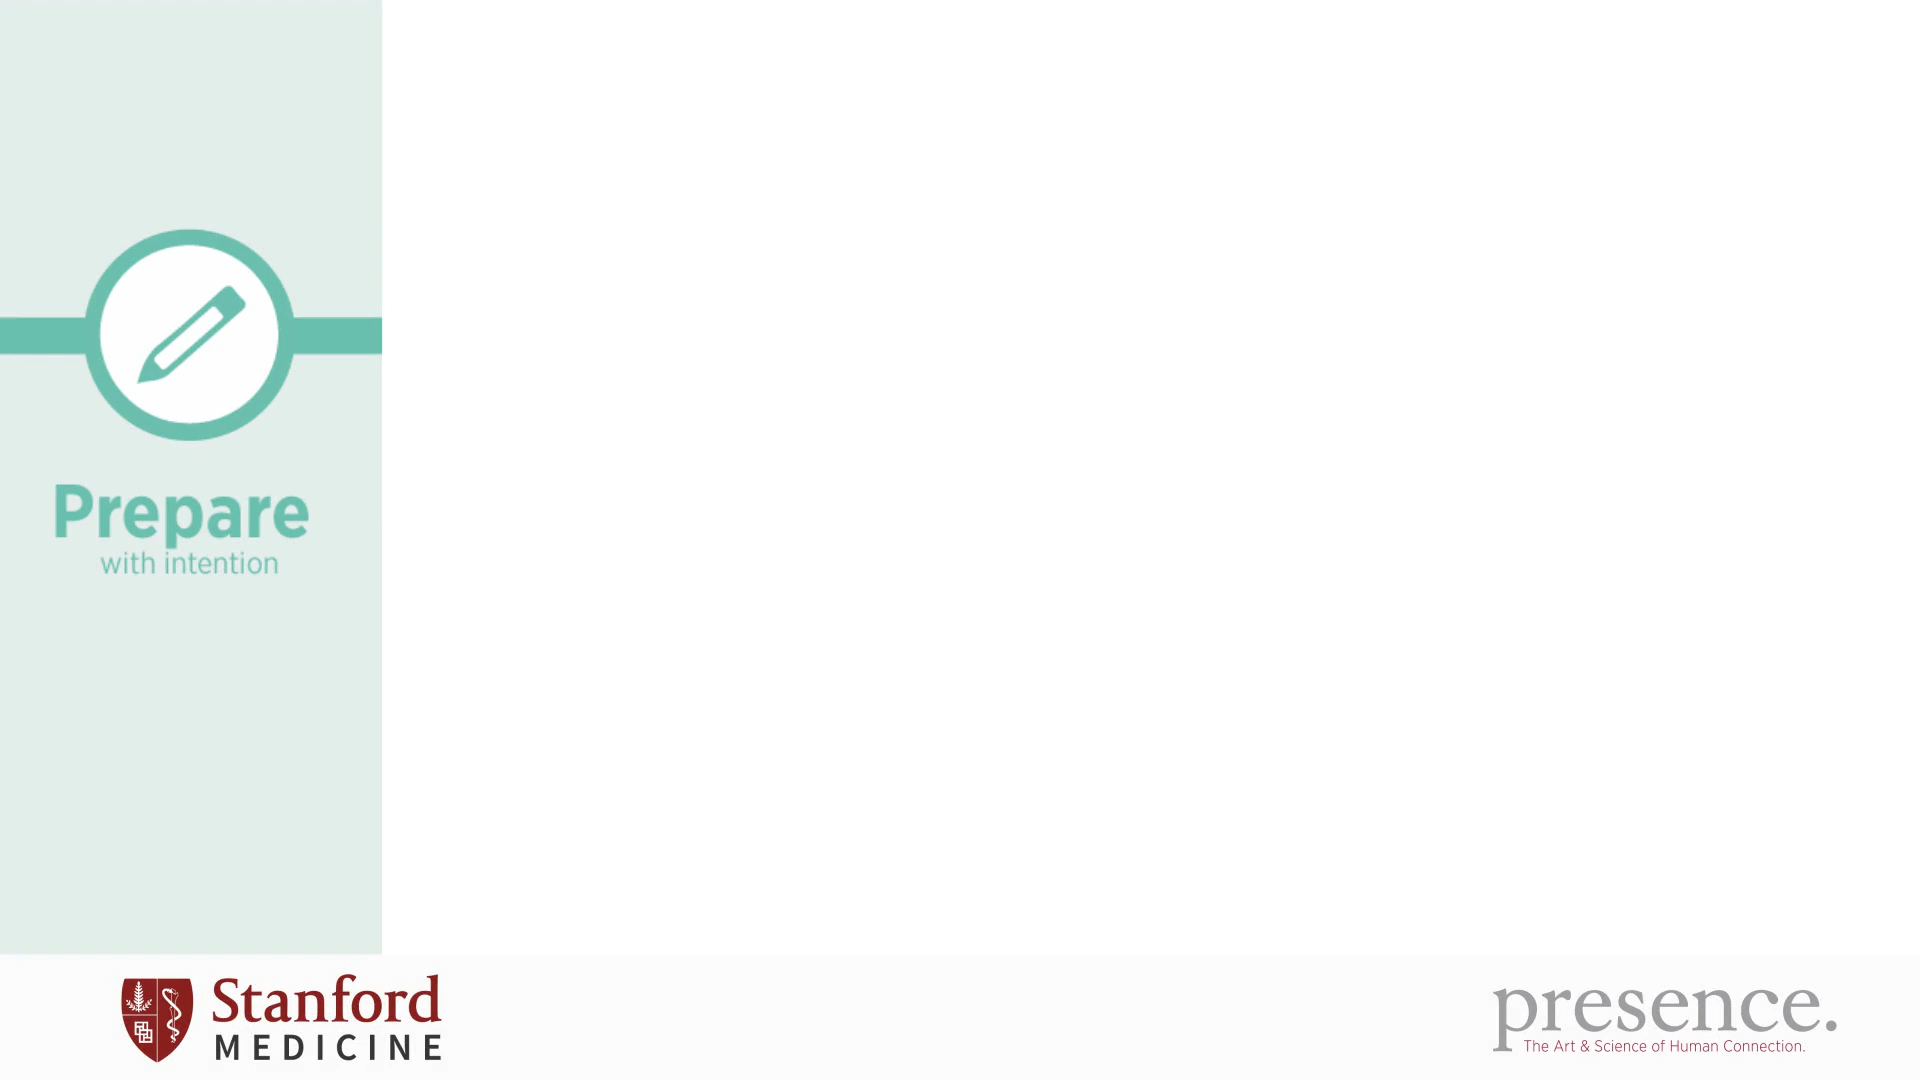 Prepare
with intention
Stanford
MEDICINE
presence.
The Art & Science of Human Connection.